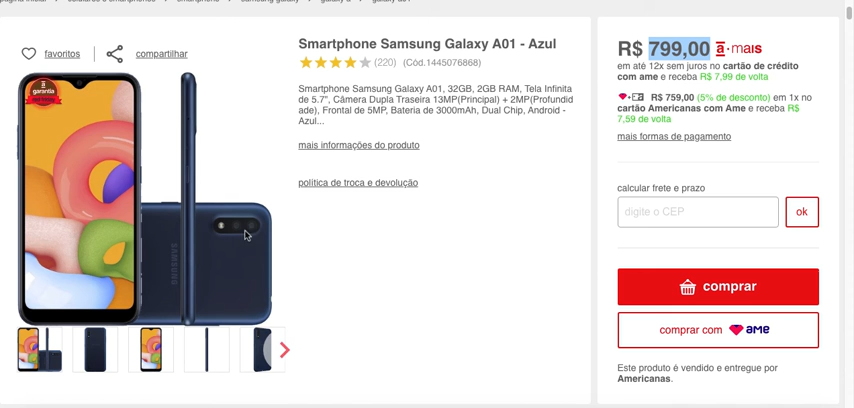 smartphone
favoritos
compartilhar
garantia
SAMSUNG
Smartphone Samsung Galaxy A01 - Azul
(220) (Cód.1445076868)
Smartphone Samsung Galaxy A01, 32GB, 2GB RAM, Tela Infinita
de 5.7", Câmera Dupla Traseira 13MP(Principal) + 2MP(Profundid
ade), Frontal de 5MP, Bateria de 3000mAh, Dual Chip, Android -
Azul...
mais informações do produto
política de troca e devolução
R$ 799,00 a+mais
em até 12x sem juros no cartão de crédito
com ame e receba R$ 7,99 de volta
R$ 759,00 (5% de desconto) em 1x no
cartão Americanas com Ame e receba R$
7,59 de volta
mais formas de pagamento
calcular frete e prazo
digite o CEP
ok
comprar
comprar com ame
Este produto é vendido e entregue por
Americanas.